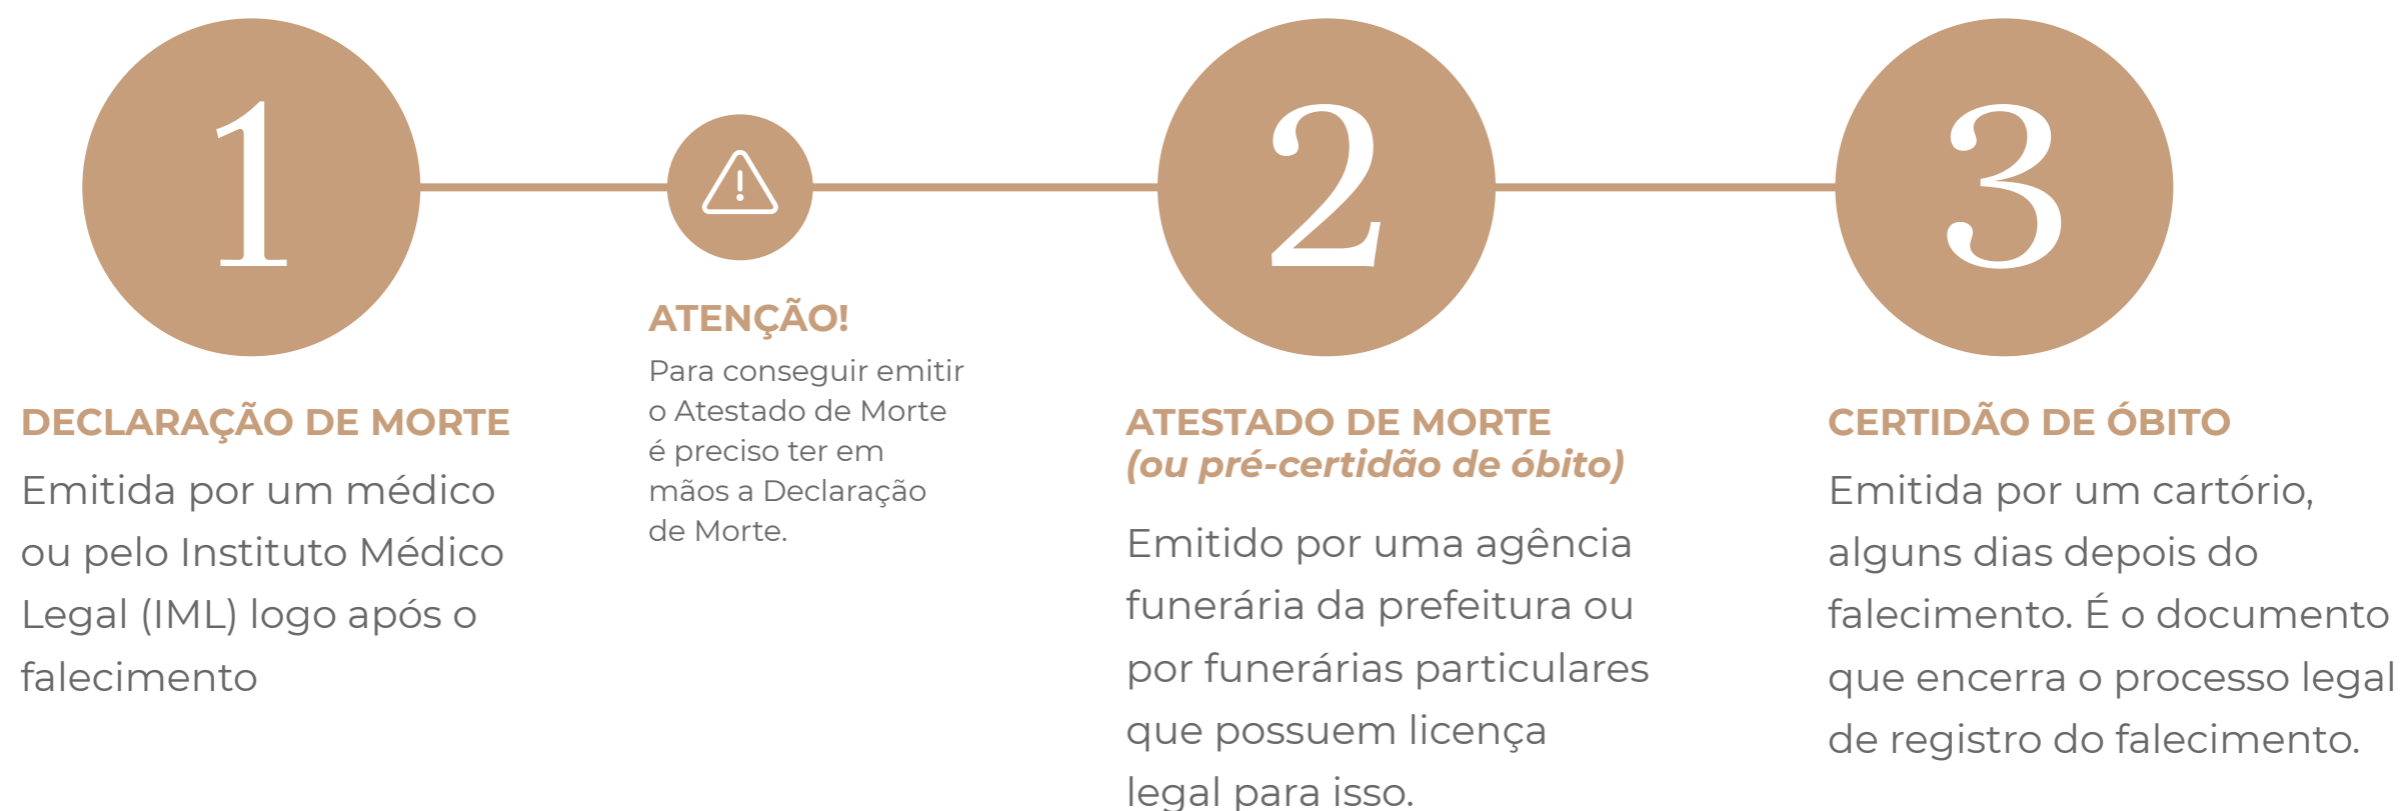 1
DECLARAÇÃO DE MORTE
Emitida por um médico
ou pelo Instituto Médico
Legal (IML) logo após o
falecimento
ATENÇÃO!
Para conseguir emitir
o Atestado de Morte
é preciso ter em
mãos a Declaração
de Morte.
2
ATESTADO DE MORTE
(ou pré-certidão de óbito)
Emitido por uma agência
funerária da prefeitura ou
por funerárias particulares
que possuem licença
legal para isso.
3
CERTIDÃO DE ÓBITO
Emitida por um cartório,
alguns dias depois do
falecimento. É o documento
que encerra o processo legal
de registro do falecimento.